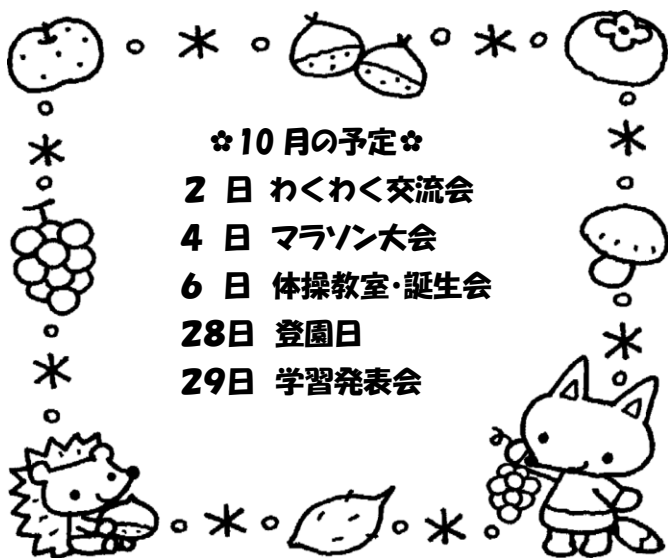 ✿10月の予定✿
2 日 わくわく交流会
4 日 マラソン大会
6 日 体操教室・誕生会
28日 登園日
29日 学習発表会